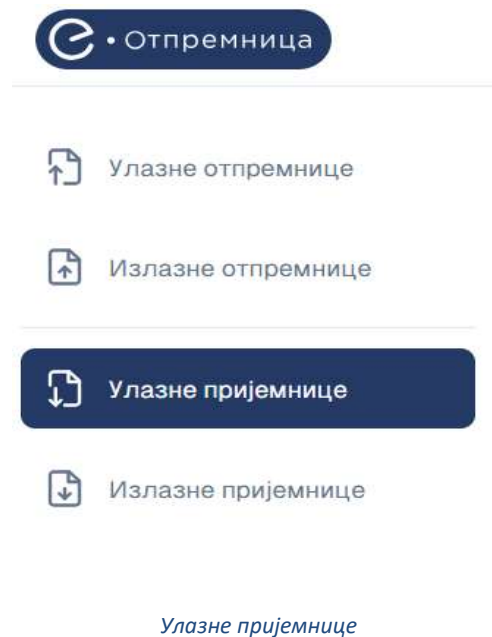 e • Отпремница
Улазне отпремнице
Излазне отпремнице
Улазне пријемнице
Излазне пријемнице
Улазне пријемнице